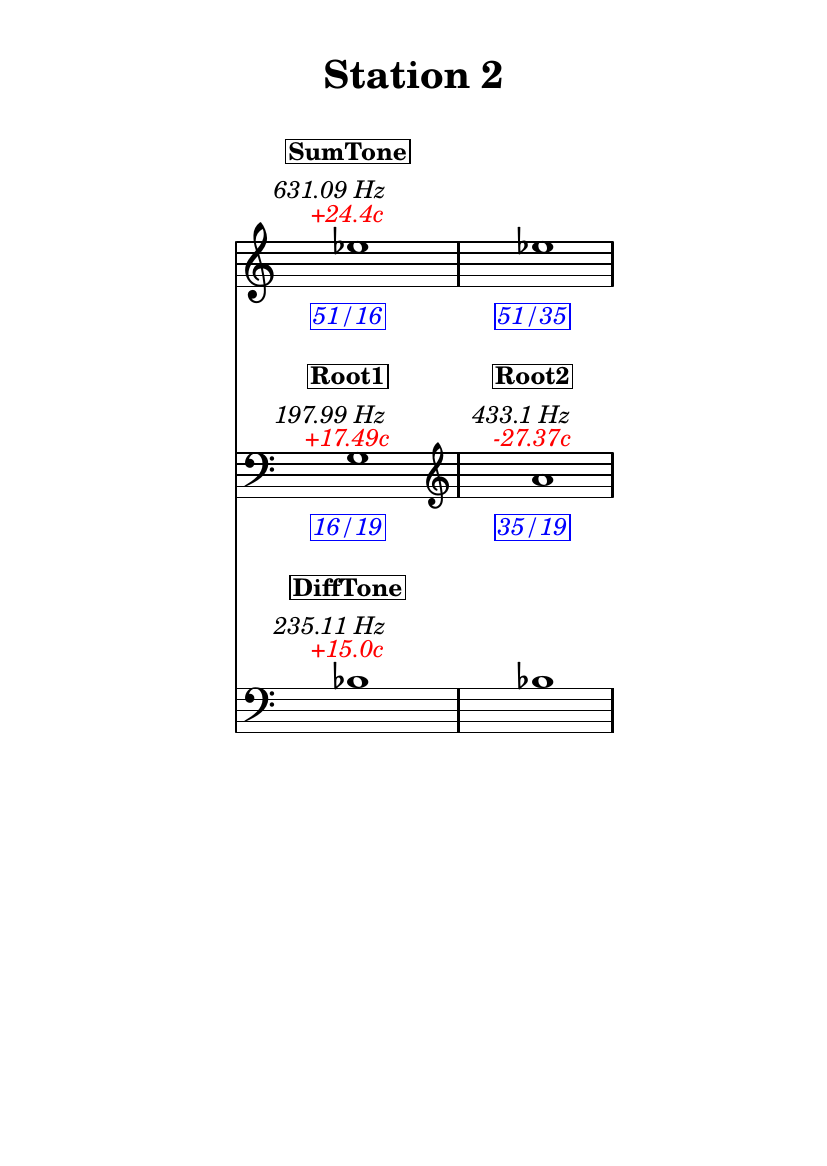 Station 2
SumTone
631.09 Hz
+24.4c
51/16 51/35
Root1 Root2
197.99 Hz 433.1 Hz
+17.49c -27.37c
16/19 35/19
DiffTone
235.11 Hz
+15.0c